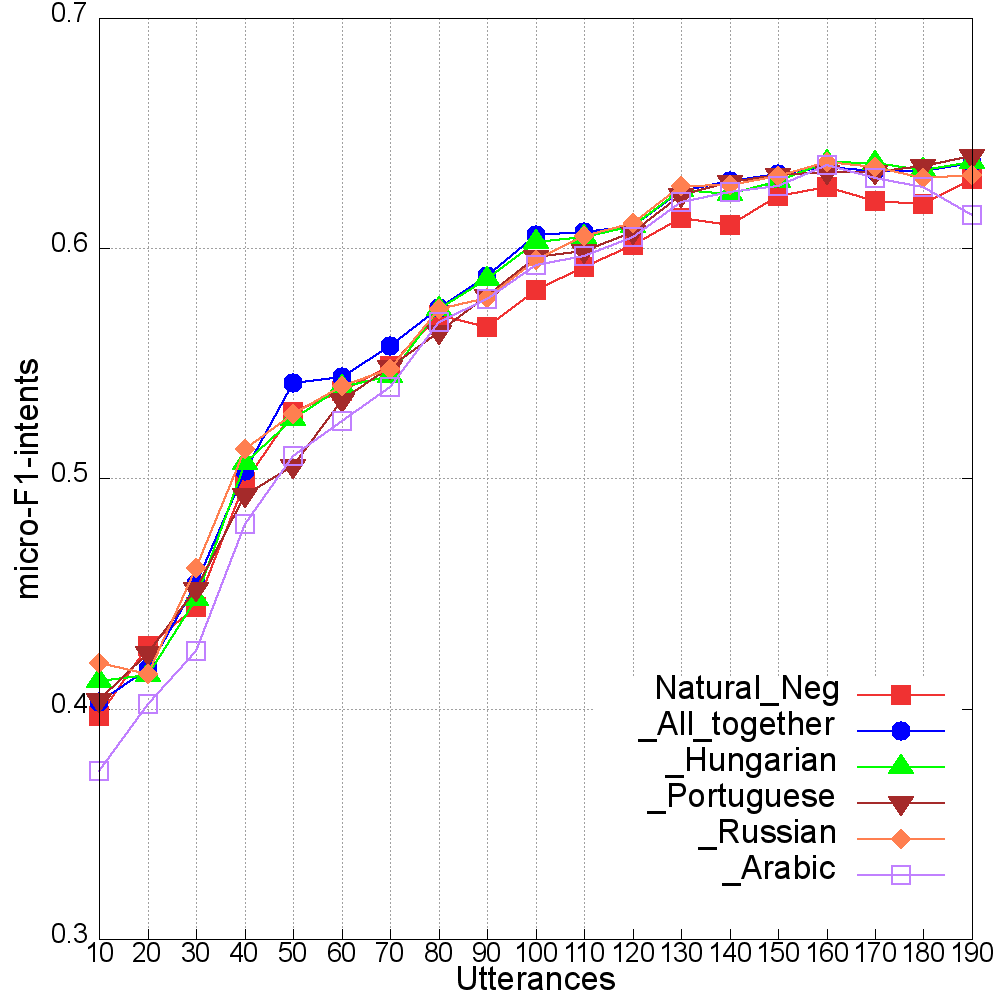 0.7
0.6
0.5
0.4
0.3
micro-F1-intents
Natural_Neg
_All_together
_Hungarian
_Portuguese
_Russian
_Arabic
10 20 30 40 50 60 70 80 90 100 110 120 130 140 150 160 170 180 190
Utterances